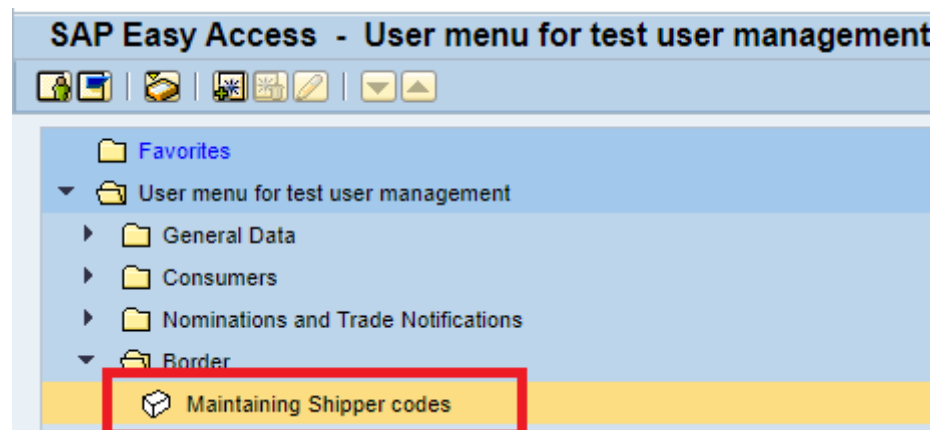 SAP Easy Access - User menu for test user management
Favorites
User menu for test user management
General Data
Consumers
Nominations and Trade Notifications
Border
Maintaining Shipper codes